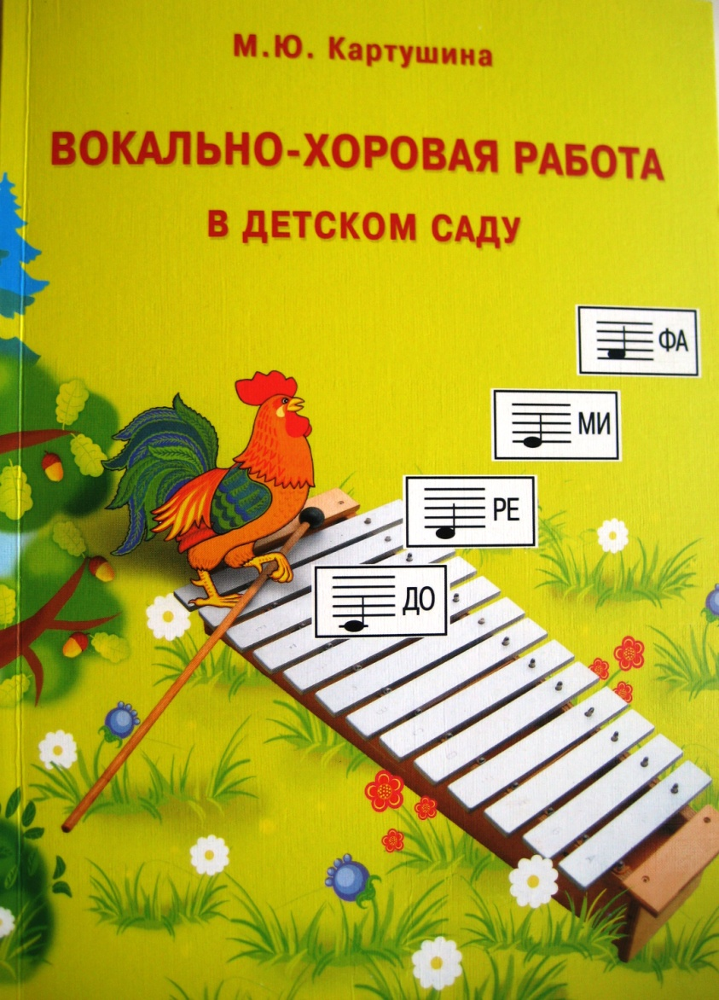 М.Ю. Картушина
ВОКАЛЬНО-ХОРОВАЯ РАБОТА
В ДЕТСКОМ САДУ
ФА
МИ
РЕ
ДО